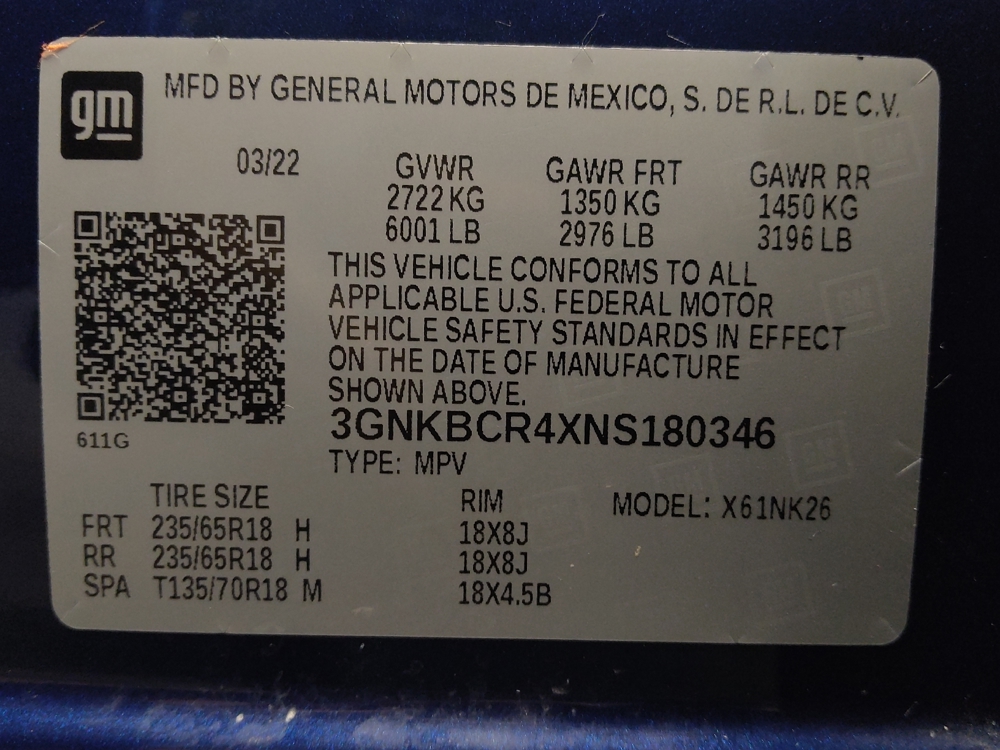 gm
MFD BY GENERAL MOTORS DE MEXICO, S. DE R.L. DE C.V.
03/22 GVWR GAWR FRT GAWR RR
2722 KG 1350 KG 1450 KG
6001 LB 2976 LB 3196 LB
THIS VEHICLE CONFORMS TO ALL
APPLICABLE U.S. FEDERAL MOTOR
VEHICLE SAFETY STANDARDS IN EFFECT
ON THE DATE OF MANUFACTURE
SHOWN ABOVE.
611G
3GNKBCR4XNS180346
TYPE: MPV
TIRE SIZE RIM MODEL: X61NK26
FRT 235/65R18 H 18X8J
RR 235/65R18 H 18X8J
SPA T135/70R18 M 18X4.5B